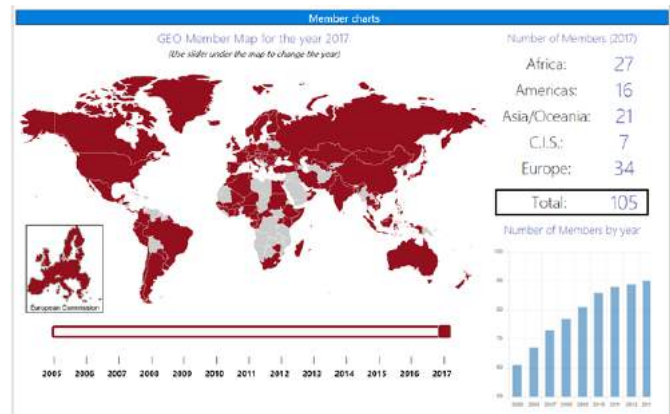 Member charts
GEO Member Map for the year 2017
(Use slider under the map to change the year)
European Commission
2005 2006 2007 2008 2009 2010 2011 2012 2013 2014 2015 2016 2017
Number of Members (2017)
Africa: 27
Americas: 16
Asia/Oceania: 21
C.I.S.: 7
Europe: 34
Total: 105
Number of Members by year